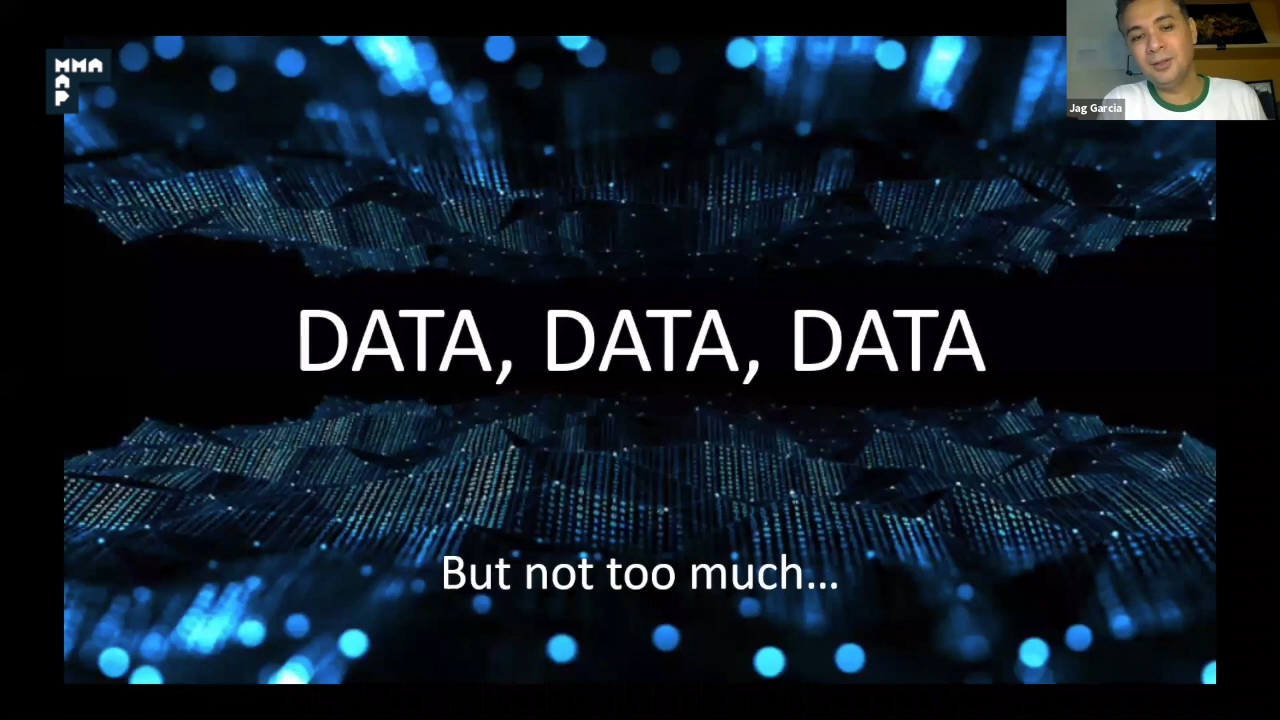 MMA
A
P
Jag Garcia
DATA, DATA, DATA
But not too much...